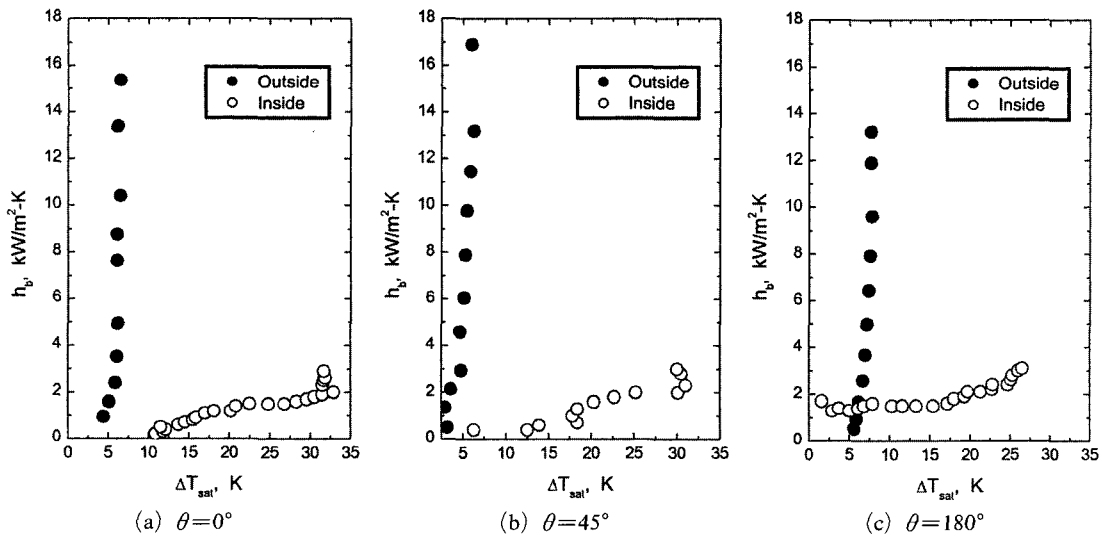 18
16
14
12
10
8
6
4
2
0
h_b, kW/m²-K
Outside
Inside
0 5 10 15 20 25 30 35
ΔT_sat, K
(a) θ=0°
18
16
14
12
10
8
6
4
2
0
h_b, kW/m²-K
Outside
Inside
5 10 15 20 25 30 35
ΔT_sat, K
(b) θ=45°
18
16
14
12
10
8
6
4
2
0
h_b, kW/m²-K
Outside
Inside
0 5 10 15 20 25 30 35
ΔT_sat, K
(c) θ=180°